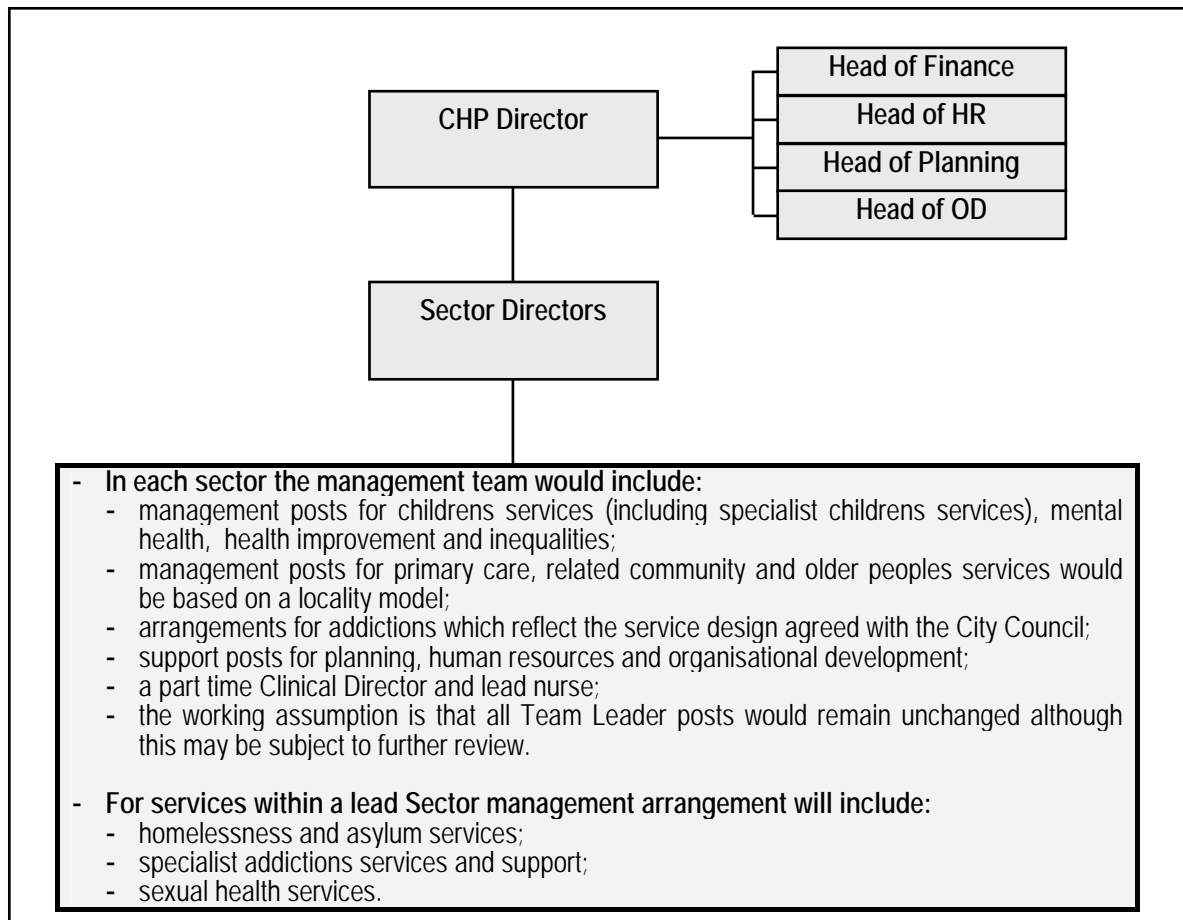 Head of Finance
CHP Director
Head of HR
Head of Planning
Head of OD
Sector Directors
- In each sector the management team would include:
- management posts for childrens services (including specialist childrens services), mental
health, health improvement and inequalities;
- management posts for primary care, related community and older peoples services would
be based on a locality model;
- arrangements for addictions which reflect the service design agreed with the City Council;
- support posts for planning, human resources and organisational development;
- a part time Clinical Director and lead nurse;
- the working assumption is that all Team Leader posts would remain unchanged although
this may be subject to further review.
- For services within a lead Sector management arrangement will include:
- homelessness and asylum services;
- specialist addictions services and support;
- sexual health services.